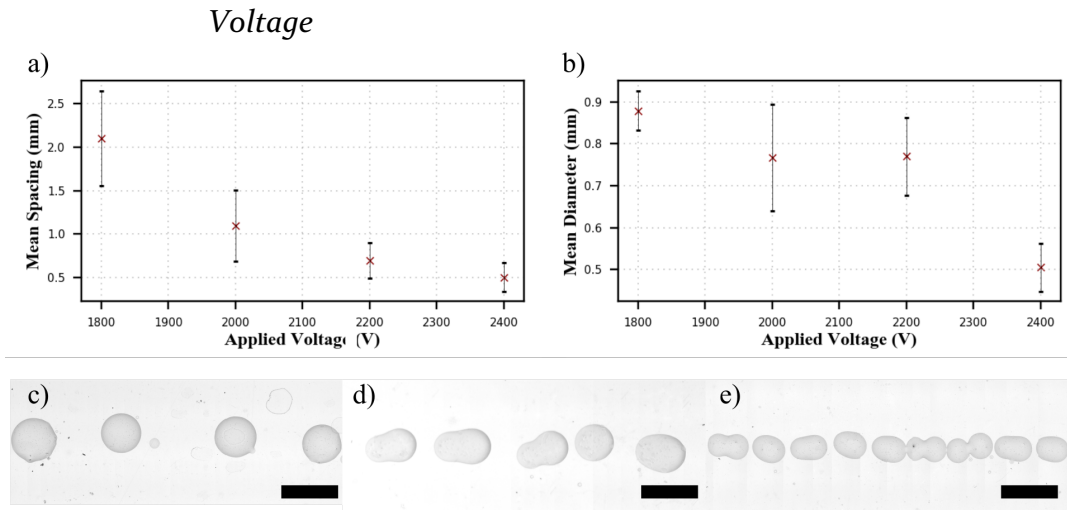 Voltage
a)
2.5
2.0
1.5
1.0
0.5
Mean Spacing (mm)
1800 1900 2000 2100 2200 2300 2400
Applied Voltage (V)
b)
0.9
0.8
0.7
0.6
0.5
Mean Diameter (mm)
1800 1900 2000 2100 2200 2300 2400
Applied Voltage (V)
c)
d)
e)